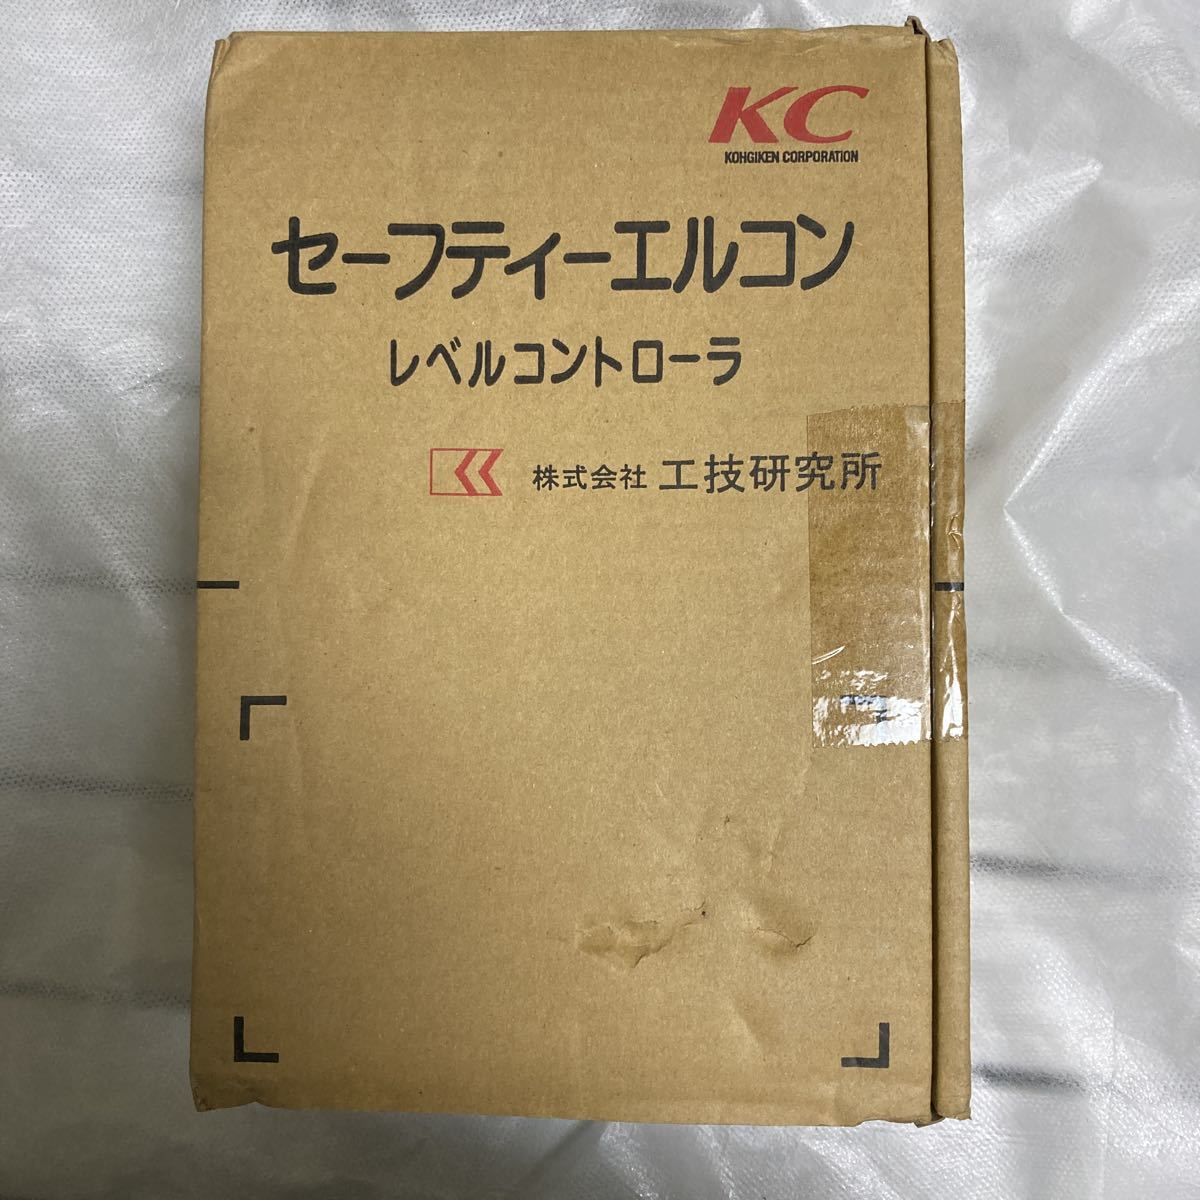 KC
KOHGIKEN CORPORATION
セーフティーエルコン
レベルコントローラ
株式会社 工技研究所